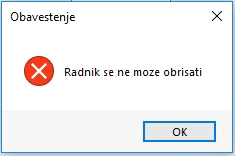 Obavestenje
Radnik se ne moze obrisati
OK